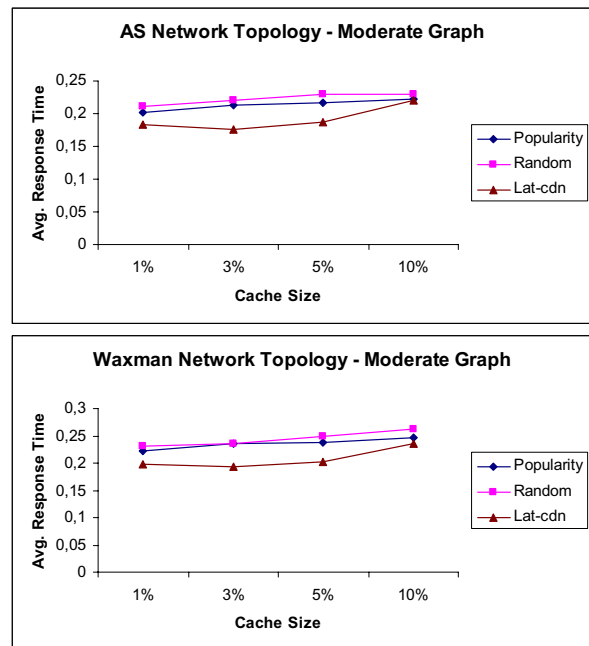 AS Network Topology - Moderate Graph
0,25
0,2
0,15
0,1
0,05
0
Avg. Response Time
1% 3% 5% 10%
Cache Size
Popularity
Random
Lat-cdn
Waxman Network Topology - Moderate Graph
0,3
0,25
0,2
0,15
0,1
0,05
0
Avg. Response Time
1% 3% 5% 10%
Cache Size
Popularity
Random
Lat-cdn